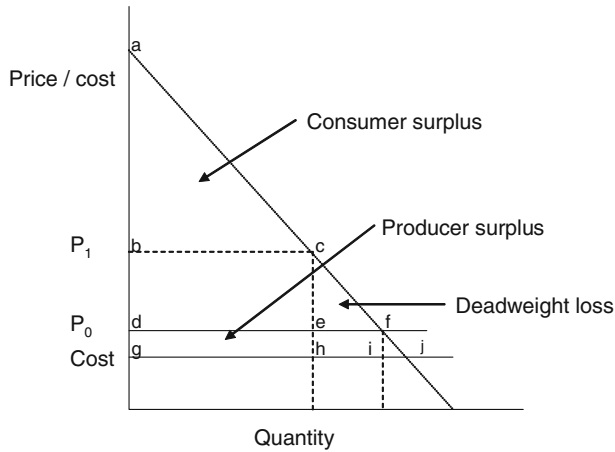 a
Price / cost
Consumer surplus
Producer surplus
P1
b
c
Deadweight loss
P0
d
e
f
Cost
g
h
i
j
Quantity